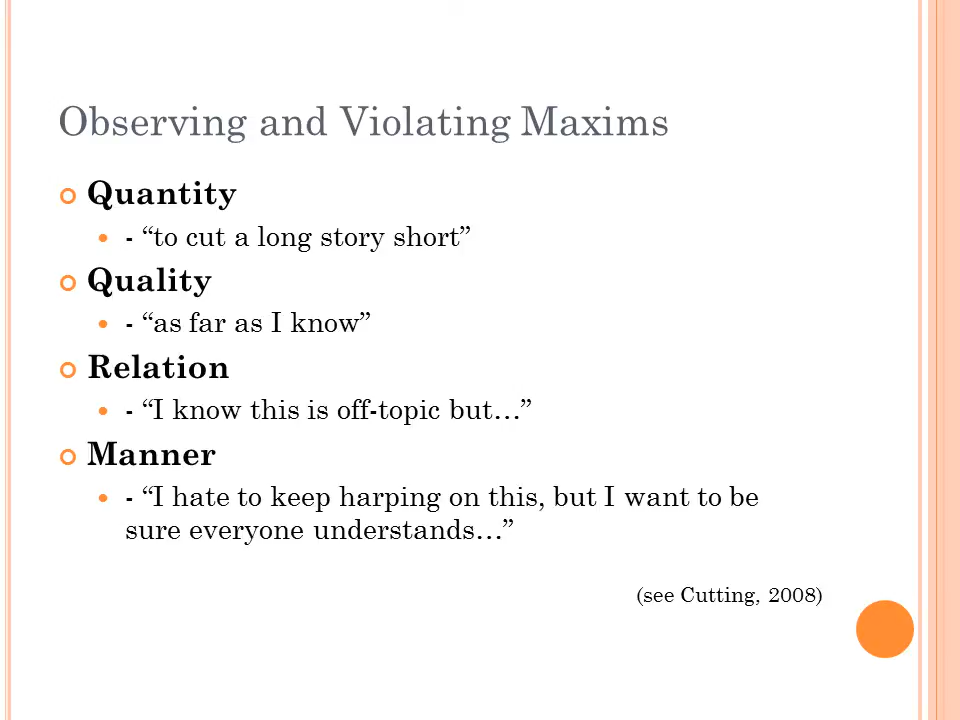 Observing and Violating Maxims
Quantity
- “to cut a long story short”
Quality
- “as far as I know”
Relation
- “I know this is off-topic but…”
Manner
- “I hate to keep harping on this, but I want to be
sure everyone understands…”
(see Cutting, 2008)